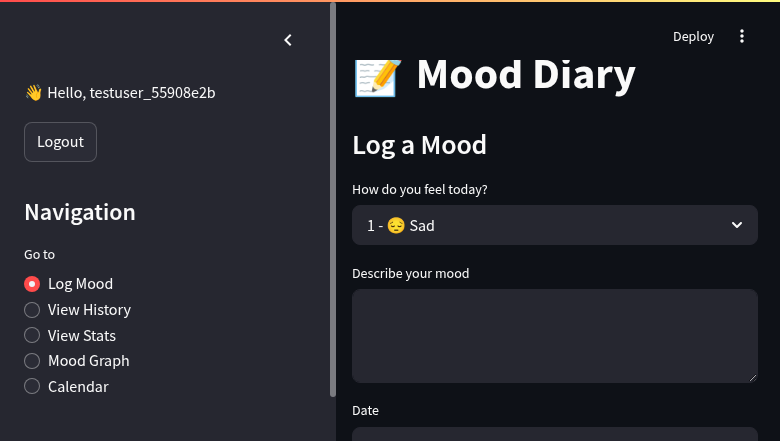 👋 Hello, testuser_55908e2b
Logout
Navigation
Go to
Log Mood
View History
View Stats
Mood Graph
Calendar
Deploy
📝 Mood Diary
Log a Mood
How do you feel today?
1 - 😔 Sad
Describe your mood
Date